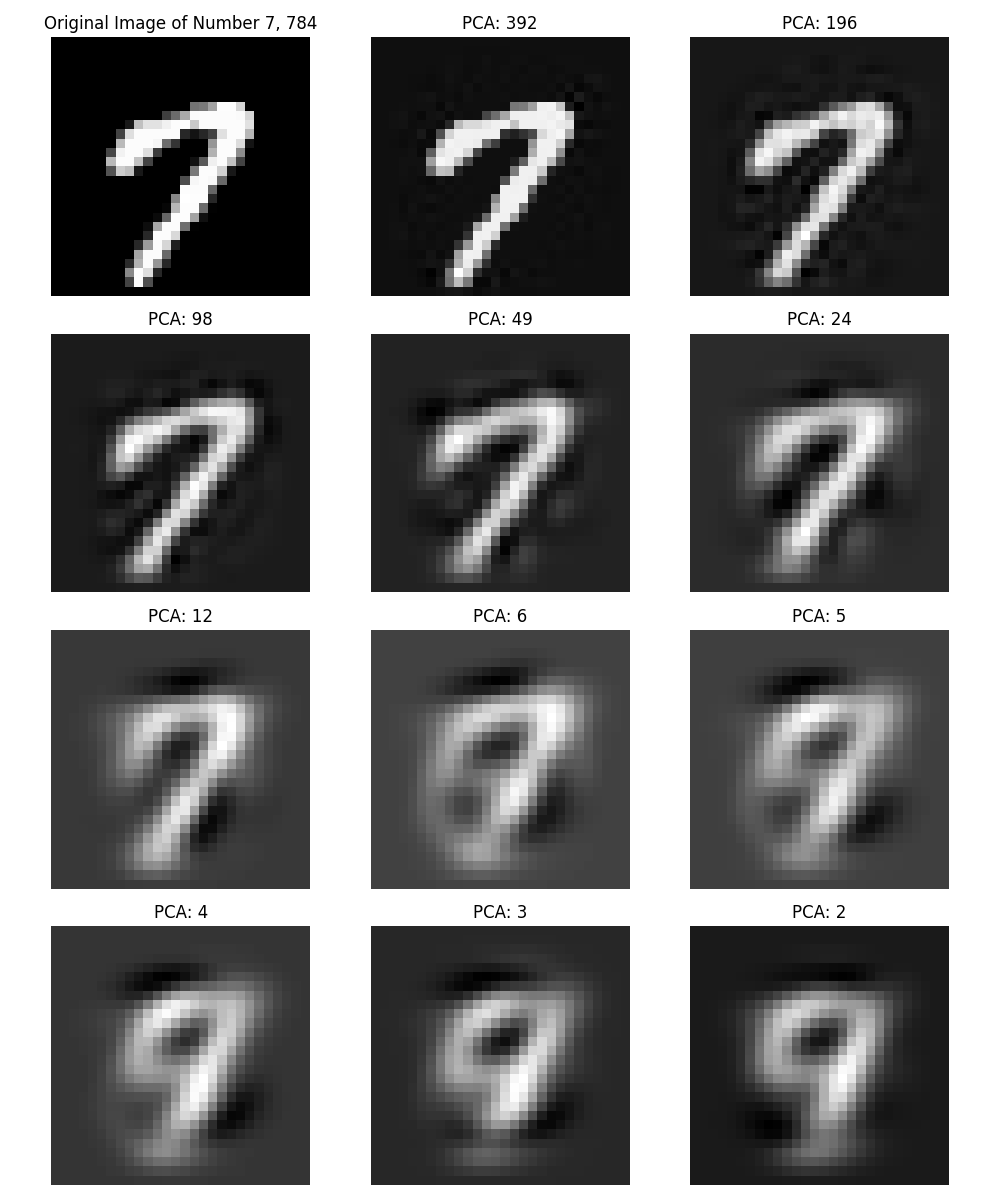 Original Image of Number 7, 784
PCA: 392
PCA: 196
PCA: 98
PCA: 49
PCA: 24
PCA: 12
PCA: 6
PCA: 5
PCA: 4
PCA: 3
PCA: 2